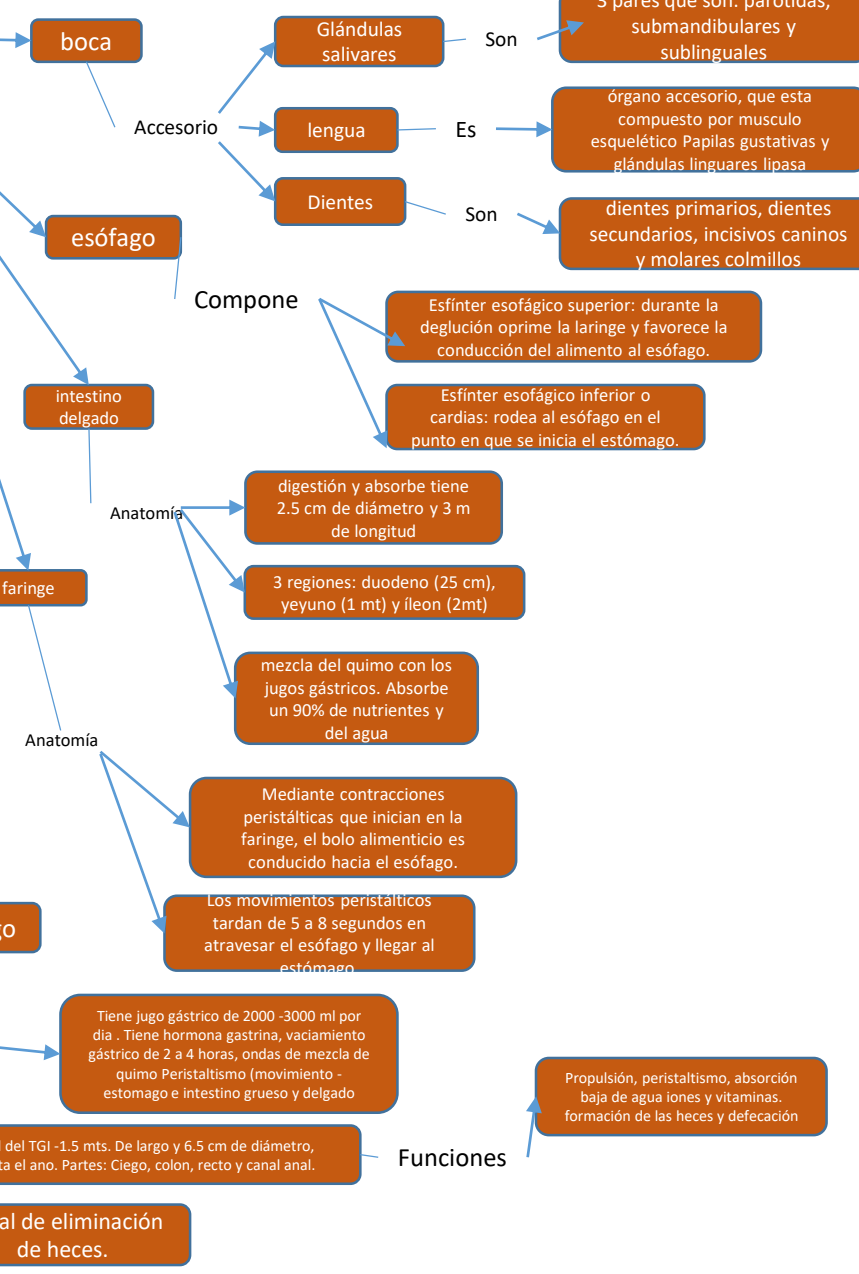 3 pares que son: parótidas,
submandibulares y
sublinguales
boca
Glándulas
salivares
Son
Accesorio
lengua
Es
órgano accesorio, que esta
compuesto por musculo
esquelético Papilas gustativas y
glándulas linguares lipasa
Dientes
Son
dientes primarios, dientes
secundarios, incisivos caninos
y molares colmillos
esófago
Compone
Esfínter esofágico superior: durante la
deglución oprime la laringe y favorece la
conducción del alimento al esófago.
Esfínter esofágico inferior o
cardias: rodea al esófago en el
punto en que se inicia el estómago.
intestino
delgado
Anatomía
digestión y absorbe tiene
2.5 cm de diámetro y 3 m
de longitud
3 regiones: duodeno (25 cm),
yeyuno (1 mt) y íleon (2mt)
mezcla del quimo con los
jugos gástricos. Absorbe
un 90% de nutrientes y
del agua
faringe
Anatomía
Mediante contracciones
peristálticas que inician en la
faringe, el bolo alimenticio es
conducido hacia el esófago.
Los movimientos peristálticos
tardan de 5 a 8 segundos en
atravesar el esófago y llegar al
estómago
go
Tiene jugo gástrico de 2000 -3000 ml por
dia . Tiene hormona gastrina, vaciamiento
gástrico de 2 a 4 horas, ondas de mezcla de
quimo Peristaltismo (movimiento -
estomago e intestino grueso y delgado
Propulsión, peristaltismo, absorción
baja de agua iones y vitaminas.
formación de las heces y defecación
del TGI -1.5 mts. De largo y 6.5 cm de diámetro,
ta el ano. Partes: Ciego, colon, recto y canal anal.
Funciones
al de eliminación
de heces.